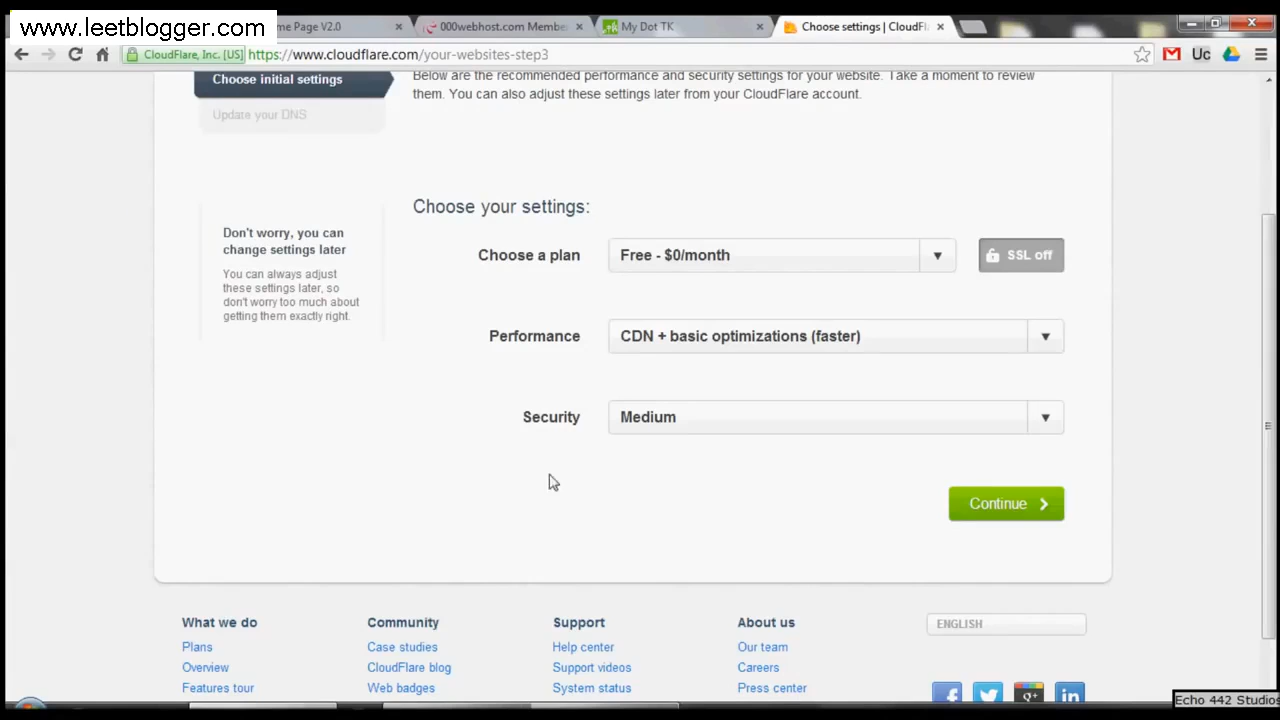 www.leetblogger.com
me Page V2.0
000webhost.com Membe
My Dot TK
Choose settings | CloudFl
CloudFlare, Inc. [US]
https://www.cloudflare.com/your-websites-step3
Uc
Choose initial settings
Update your DNS
Below are the recommended performance and security settings for your website. Take a moment to review
them. You can also adjust these settings later from your CloudFlare account.
Don't worry, you can
change settings later
You can always adjust
these settings later, so
don't worry too much about
getting them exactly right.
Choose your settings:
Choose a plan
Free - $0/month
SSL off
Performance
CDN + basic optimizations (faster)
Security
Medium
Continue
What we do
Plans
Overview
Features tour
Community
Case studies
CloudFlare blog
Web badges
Support
Help center
Support videos
System status
About us
Our team
Careers
Press center
ENGLISH
Echo 442 Studios